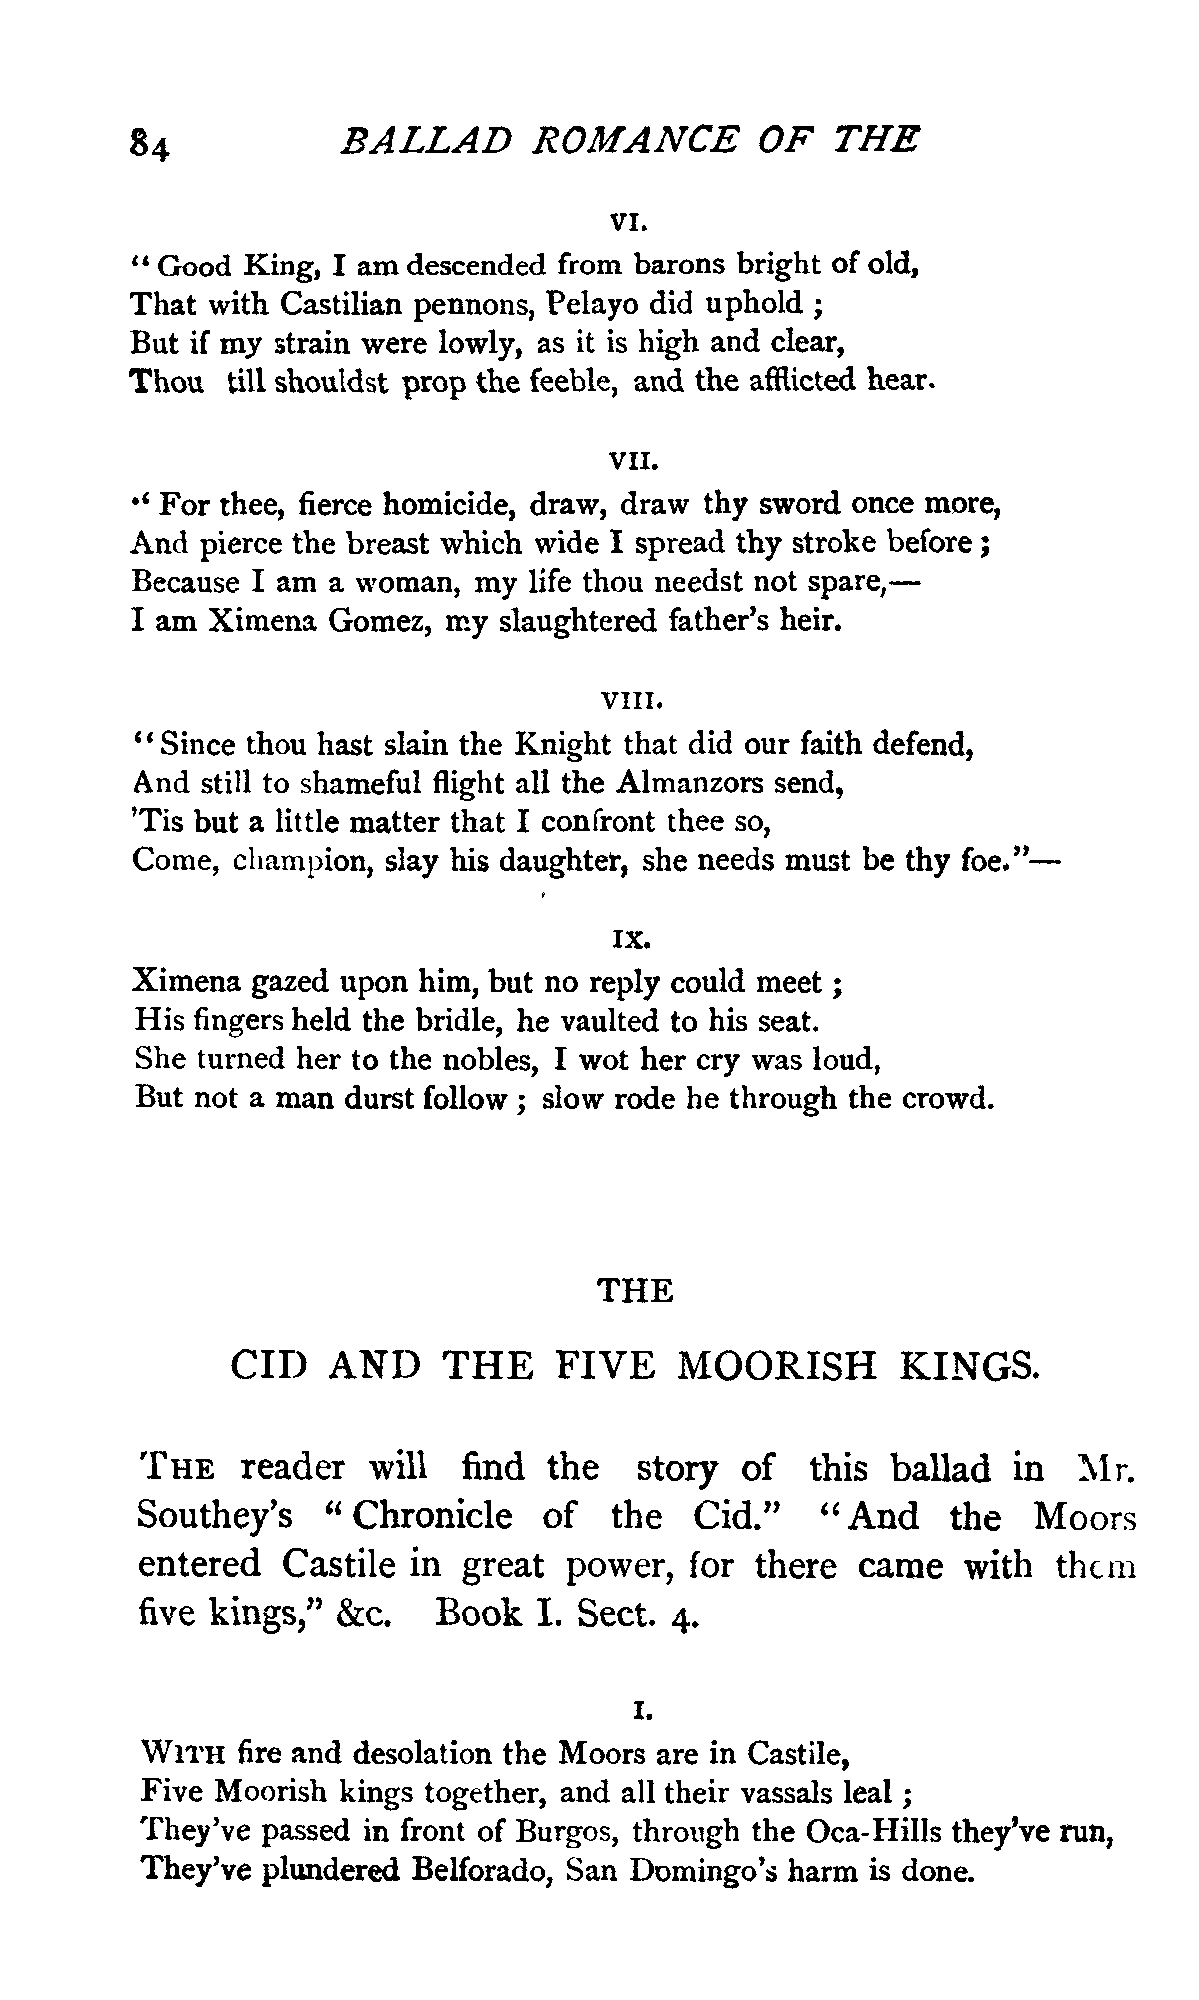 84 BALLAD ROMANCE OF THE
VI.
“Good King, I am descended from barons bright of old,
That with Castilian pennons, Pelayo did uphold ;
But if my strain were lowly, as it is high and clear,
Thou till shouldst prop the feeble, and the afflicted hear.
VII.
“For thee, fierce homicide, draw, draw thy sword once more,
And pierce the breast which wide I spread thy stroke before ;
Because I am a woman, my life thou needst not spare,—
I am Ximena Gomez, my slaughtered father’s heir.
VIII.
“Since thou hast slain the Knight that did our faith defend,
And still to shameful flight all the Almanzors send,
’Tis but a little matter that I confront thee so,
Come, champion, slay his daughter, she needs must be thy foe.”—
IX.
Ximena gazed upon him, but no reply could meet ;
His fingers held the bridle, he vaulted to his seat.
She turned her to the nobles, I wot her cry was loud,
But not a man durst follow ; slow rode he through the crowd.
THE
CID AND THE FIVE MOORISH KINGS.
THE reader will find the story of this ballad in Mr.
Southey’s “Chronicle of the Cid.” “And the Moors
entered Castile in great power, for there came with them
five kings,” &c. Book I. Sect. 4.
I.
WITH fire and desolation the Moors are in Castile,
Five Moorish kings together, and all their vassals leal ;
They’ve passed in front of Burgos, through the Oca-Hills they’ve run,
They’ve plundered Belforado, San Domingo’s harm is done.